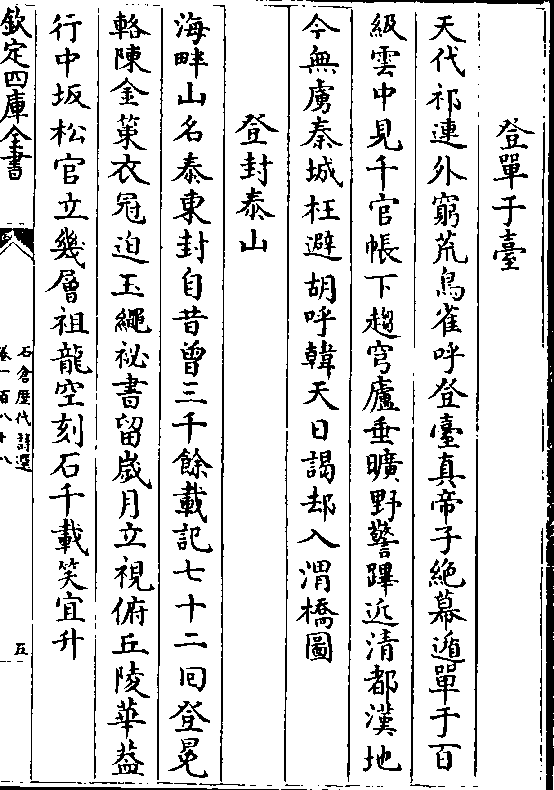 登單于臺
天代祁連外窮荒鳥雀呼登臺真帝子絶幕遁單于百
級雲中見千官帳下趨穹廬垂曠野警蹕近清都漢地
今無虜秦城枉避胡呼韓天日謁却入渭橋圖
登封泰山
海畔山名泰東封自昔曾三千餘載記七十二回登冕
輅陳金策衣冠迫玉繩祕書留歲月立視俯丘陵華葢
行中坂松官立幾層祖龍空刻石千載笑宜升
欽定四庫全書
石倉歴代詩選
卷一百八十八
五